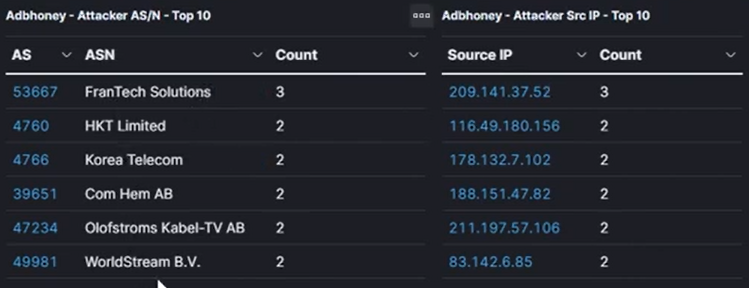 Adbhoney - Attacker AS/N - Top 10
AS ASN Count
53667 FranTech Solutions 3
4760 HKT Limited 2
4766 Korea Telecom 2
39651 Com Hem AB 2
47234 Olofstroms Kabel-TV AB 2
49981 WorldStream B.V. 2
Adbhoney - Attacker Src IP - Top 10
Source IP Count
209.141.37.52 3
116.49.180.156 2
178.132.7.102 2
188.151.47.82 2
211.197.57.106 2
83.142.6.85 2